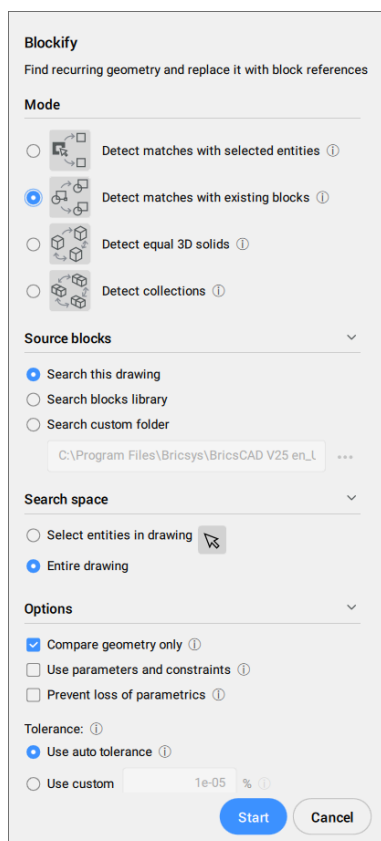 Blockify
Find recurring geometry and replace it with block references
Mode
Detect matches with selected entities
Detect matches with existing blocks
Detect equal 3D solids
Detect collections
Source blocks
Search this drawing
Search blocks library
Search custom folder
C:\Program Files\Bricsys\BricsCAD V25 en_U
Search space
Select entities in drawing
Entire drawing
Options
Compare geometry only
Use parameters and constraints
Prevent loss of parametrics
Tolerance:
Use auto tolerance
Use custom 1e-05 %
Start Cancel